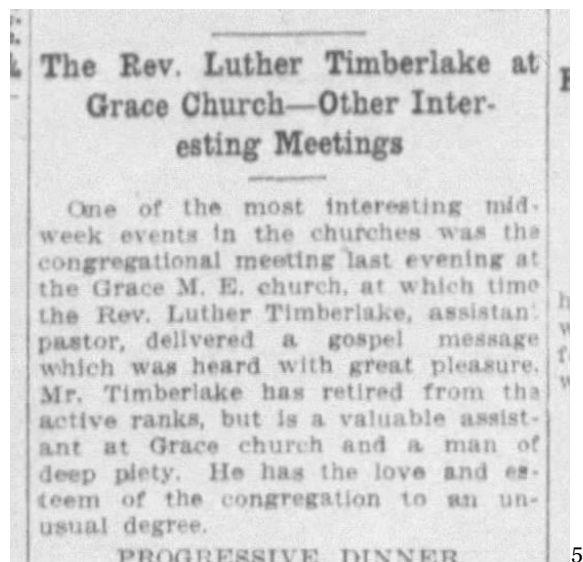 The Rev. Luther Timberlake at
Grace Church—Other Inter-
esting Meetings
One of the most interesting mid-
week events in the churches was the
congregational meeting last evening at
the Grace M. E. church, at which time
the Rev. Luther Timberlake, assistant
pastor, delivered a gospel message
which was heard with great pleasure.
Mr. Timberlake has retired from the
active ranks, but is a valuable assist-
ant at Grace church and a man of
deep piety. He has the love and es-
teem of the congregation to an un-
usual degree.
PROGRESSIVE DINNER
5